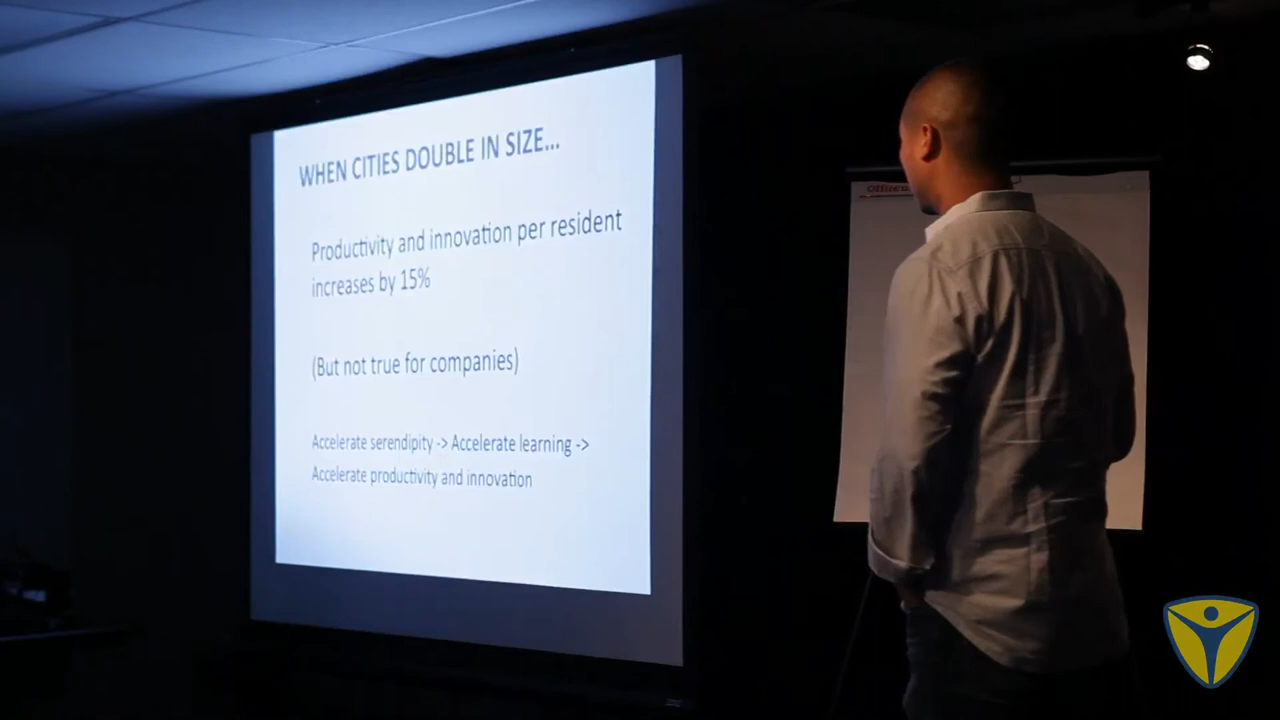 WHEN CITIES DOUBLE IN SIZE...
Productivity and innovation per resident
increases by 15%
(But not true for companies)
Accelerate serendipity -> Accelerate learning ->
Accelerate productivity and innovation